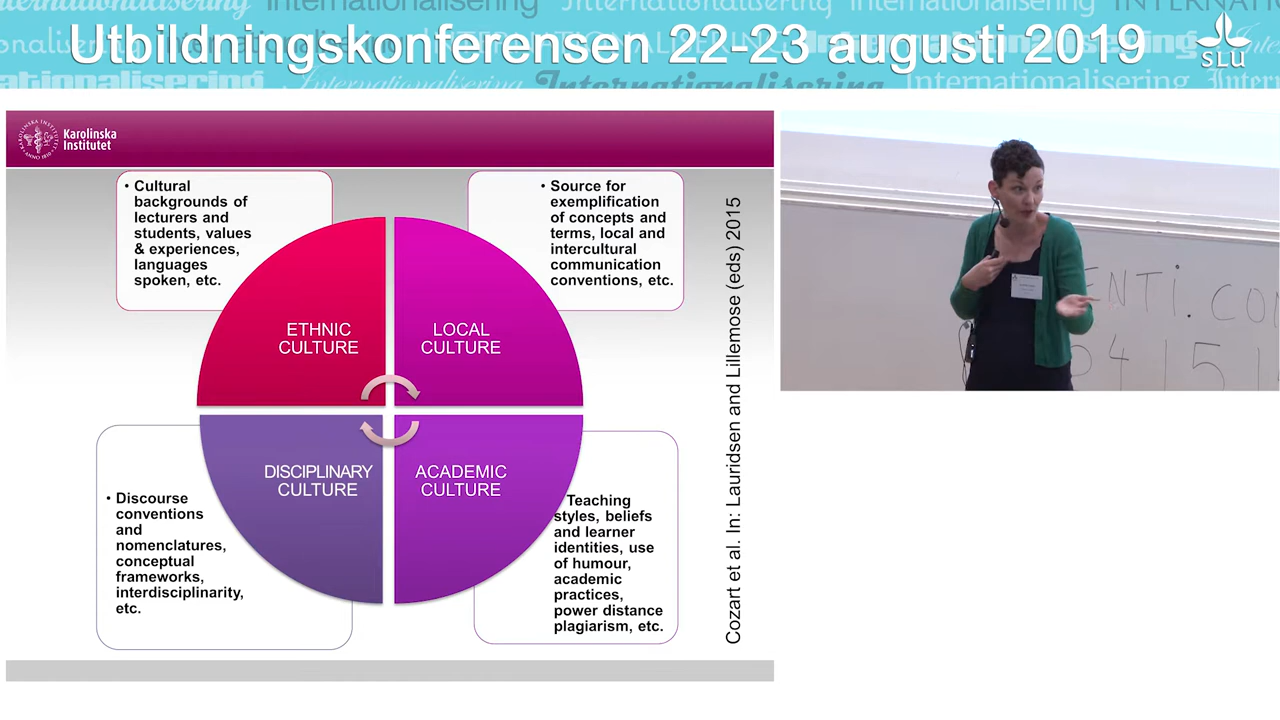 Utbildningskonferensen 22-23 augusti 2019
SLU
Karolinska
Institutet
• Cultural
backgrounds of
lecturers and
students, values
& experiences,
languages
spoken, etc.
• Source for
exemplification
of concepts and
terms, local and
intercultural
communication
conventions, etc.
ETHNIC
CULTURE
LOCAL
CULTURE
DISCIPLINARY
CULTURE
ACADEMIC
CULTURE
• Discourse
conventions
and
nomenclatures,
conceptual
frameworks,
interdisciplinarity,
etc.
Teaching
styles, beliefs
and learner
identities, use
of humour,
academic
practices,
power distance
plagiarism, etc.
Cozart et al. In: Lauridsen and Lillemose (eds) 2015
ENTI.CO
4151